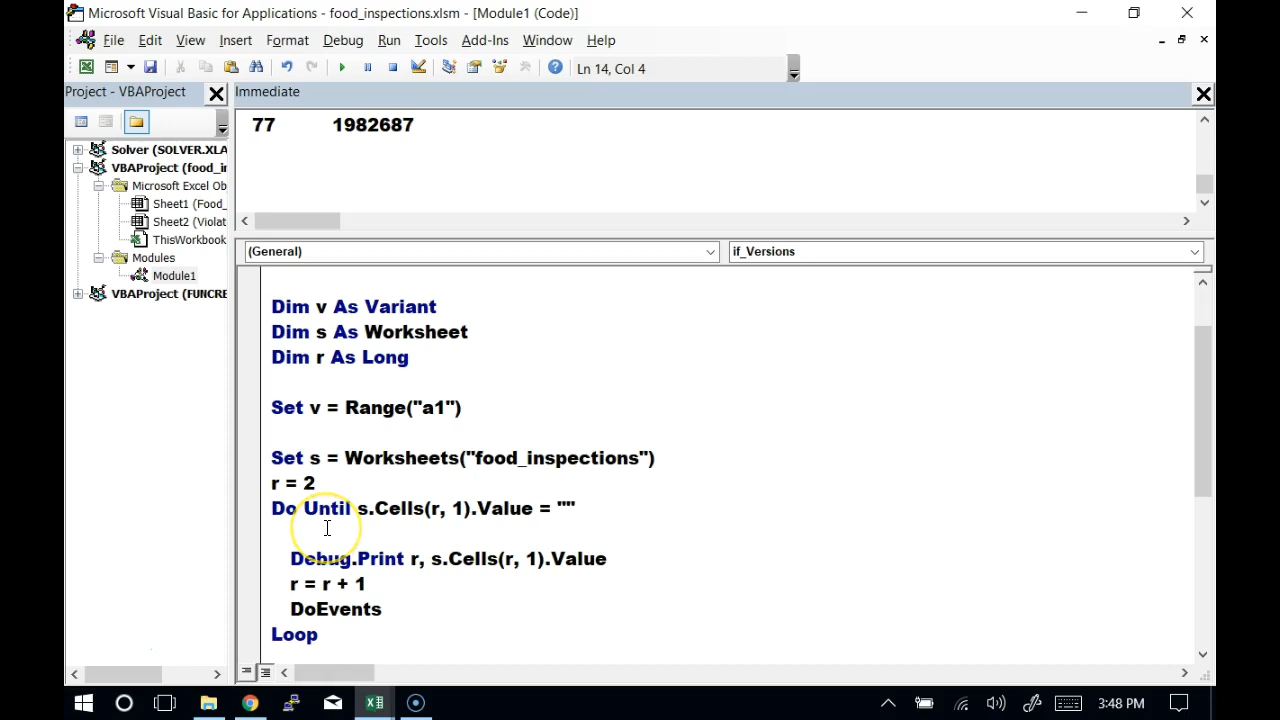 Microsoft Visual Basic for Applications - food_inspections.xlsm - [Module1 (Code)]
File Edit View Insert Format Debug Run Tools Add-Ins Window Help
Ln 14, Col 4
Project - VBAProject
Immediate
77 1982687
Solver (SOLVER.XLA
VBAProject (food_i
Microsoft Excel Ob
Sheet1 (Food_
Sheet2 (Violat
ThisWorkbook
Modules
Module1
VBAProject (FUNCRE
(General) if_Versions
Dim v As Variant
Dim s As Worksheet
Dim r As Long
Set v = Range("a1")
Set s = Worksheets("food_inspections")
r = 2
Do Until s.Cells(r, 1).Value = ""
Debug.Print r, s.Cells(r, 1).Value
r = r + 1
DoEvents
Loop
3:48 PM